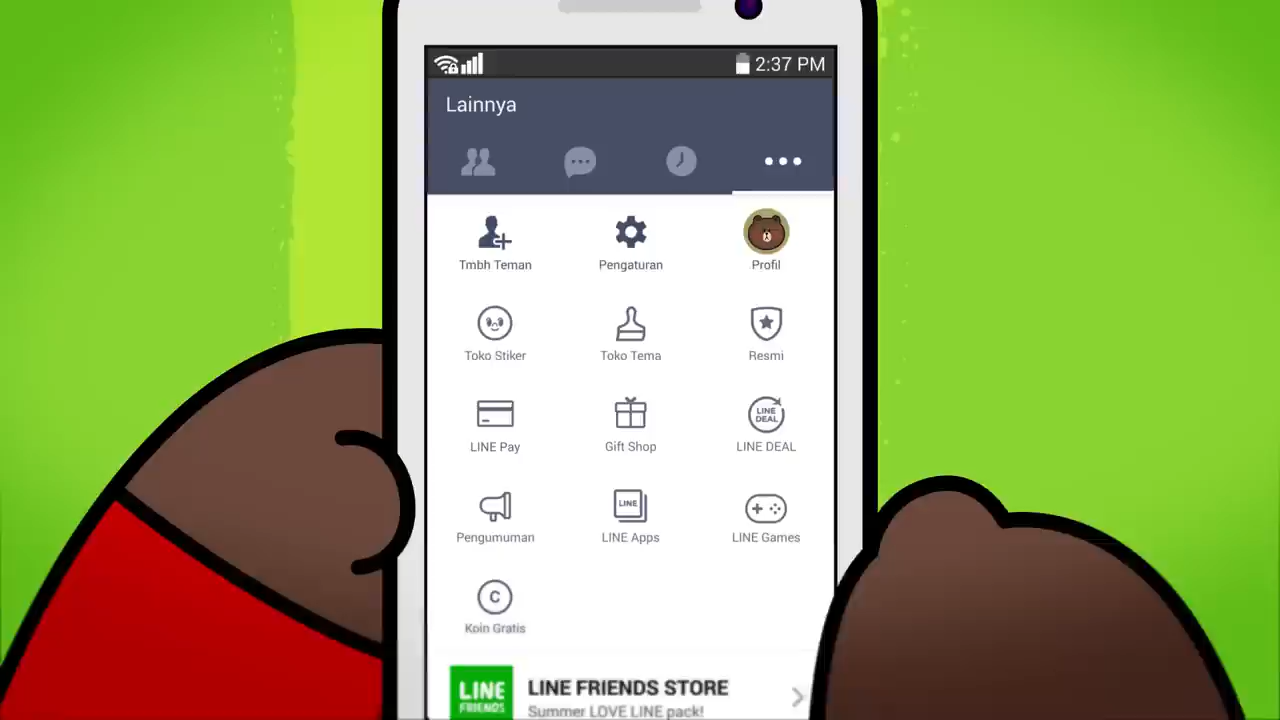 2:37 PM
Lainnya
Tmbh Teman
Pengaturan
Profil
Toko Stiker
Toko Tema
Resmi
LINE DEAL
LINE Pay
Gift Shop
LINE DEAL
LINE
Pengumuman
LINE Apps
LINE Games
C
Koin Gratis
LINE FRIENDS
LINE FRIENDS STORE
Summer LOVE LINE pack!